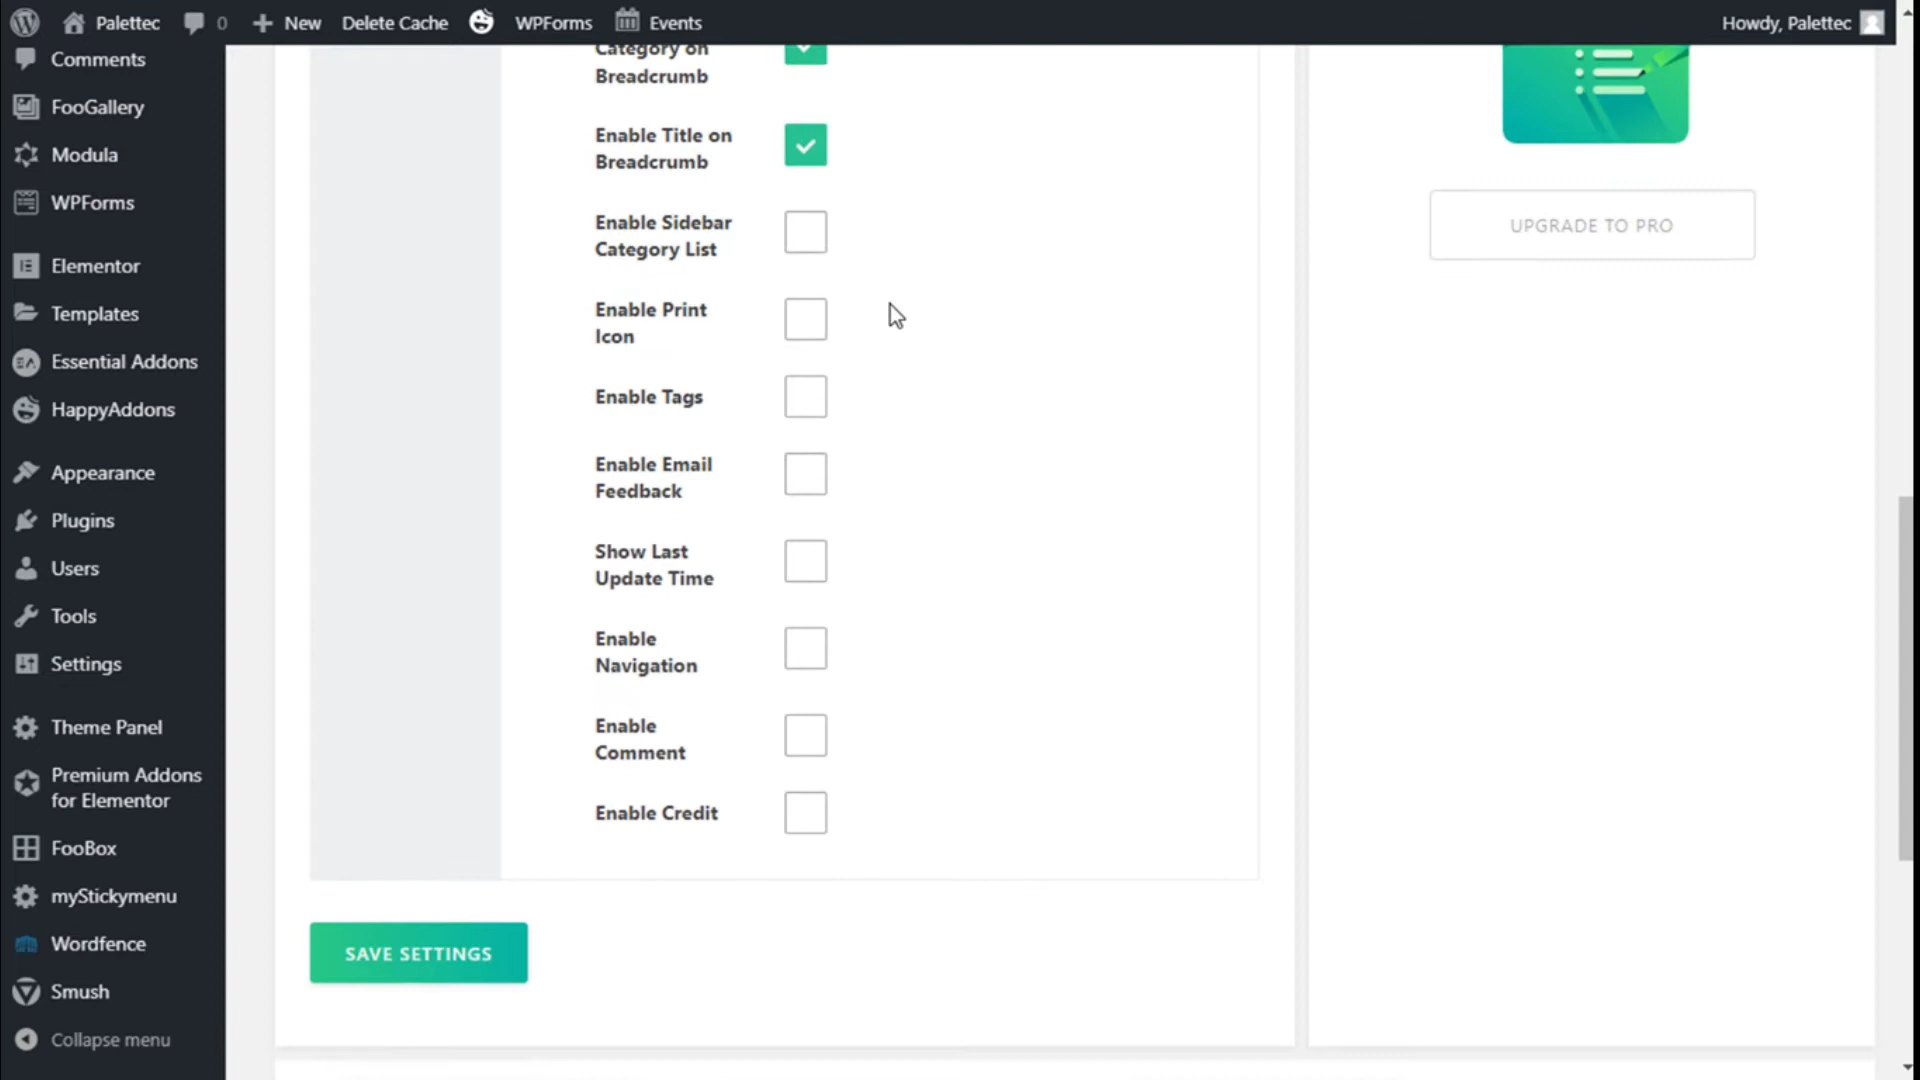 Palettec
0
New
Delete Cache
WPForms
Events
Howdy, Palettec
Comments
FooGallery
Modula
WPForms
Elementor
Templates
Essential Addons
HappyAddons
Appearance
Plugins
Users
Tools
Settings
Theme Panel
Premium Addons
for Elementor
FooBox
myStickymenu
Wordfence
Smush
Collapse menu
Category on
Breadcrumb
Enable Title on
Breadcrumb
Enable Sidebar
Category List
Enable Print
Icon
Enable Tags
Enable Email
Feedback
Show Last
Update Time
Enable
Navigation
Enable
Comment
Enable Credit
SAVE SETTINGS
UPGRADE TO PRO